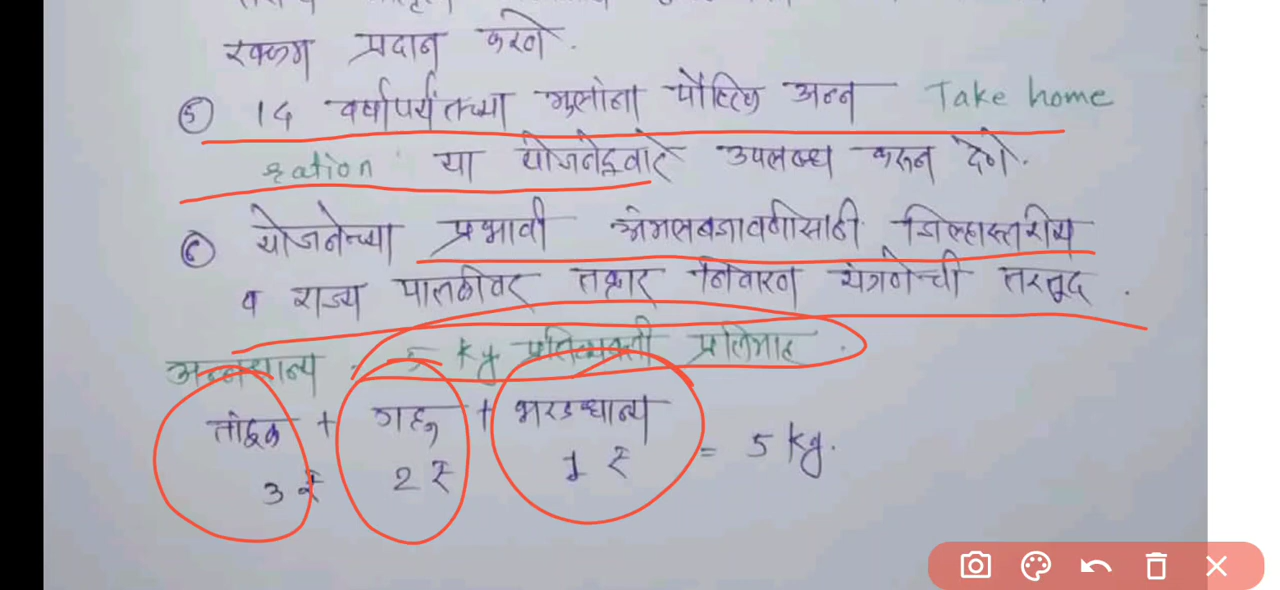 रक्कम प्रदान करणे.
⑤ 14 वर्षापर्यंतच्या मुलांना पौष्टिक अन्न Take home
ration या योजनेद्वारे उपलब्ध करून देणे.
⑥ योजनेच्या प्रभावी अंमलबजावणीसाठी जिल्हास्तरीय
व राज्य पातळीवर तक्रार निवारण यंत्रणेची तरतूद.
अन्नधान्य 5 kg प्रतिव्यक्ती प्रतिमाह.
तांदूळ + गहू + भरडधान्य
3 ₹ 2 ₹ 1 ₹ = 5 kg.